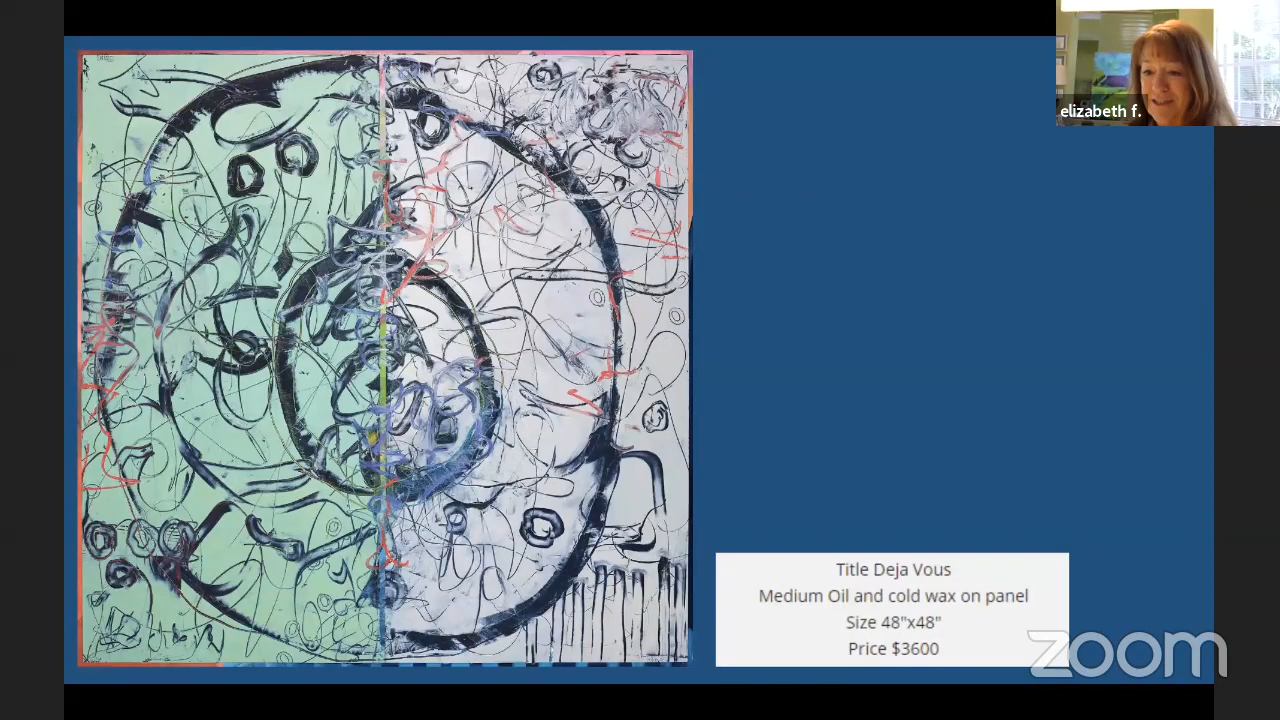 elizabeth f.
Title Deja Vous
Medium Oil and cold wax on panel
Size 48"x48"
Price $3600
zoom